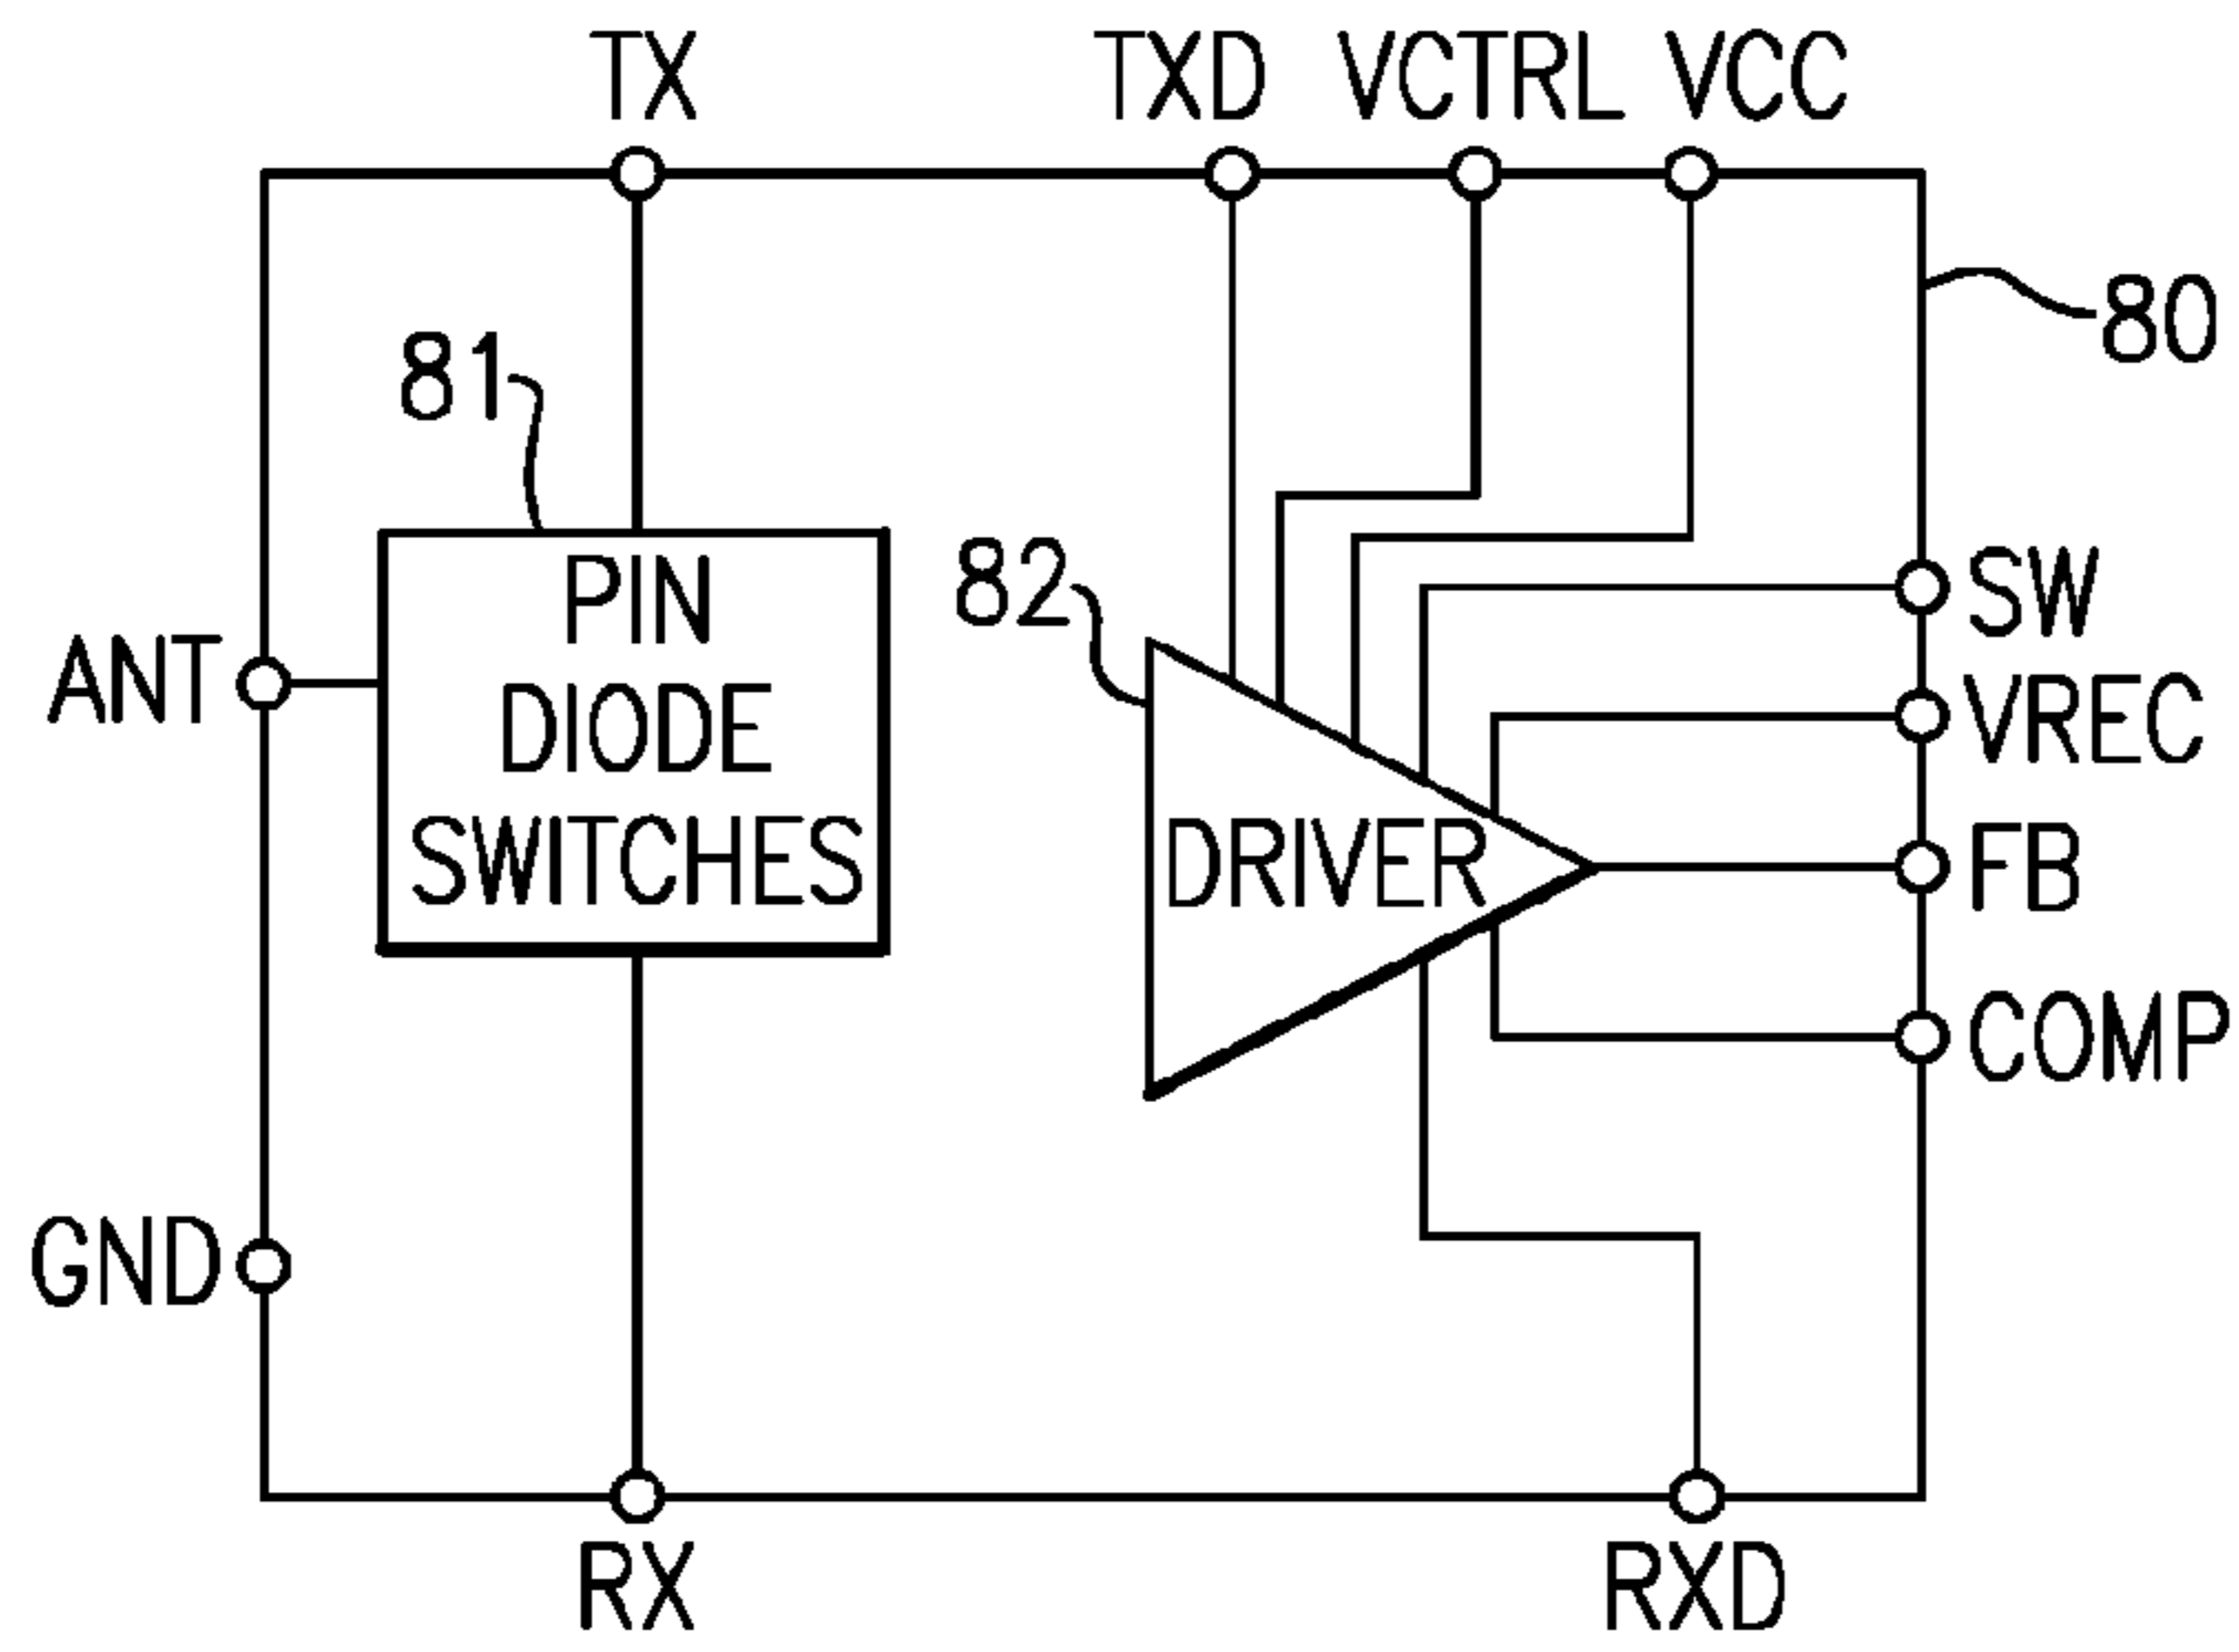 TX
TXD VCTRL VCC
80
81
PIN
DIODE
SWITCHES
82
DRIVER
ANT
GND
SW
VREC
FB
COMP
RX
RXD